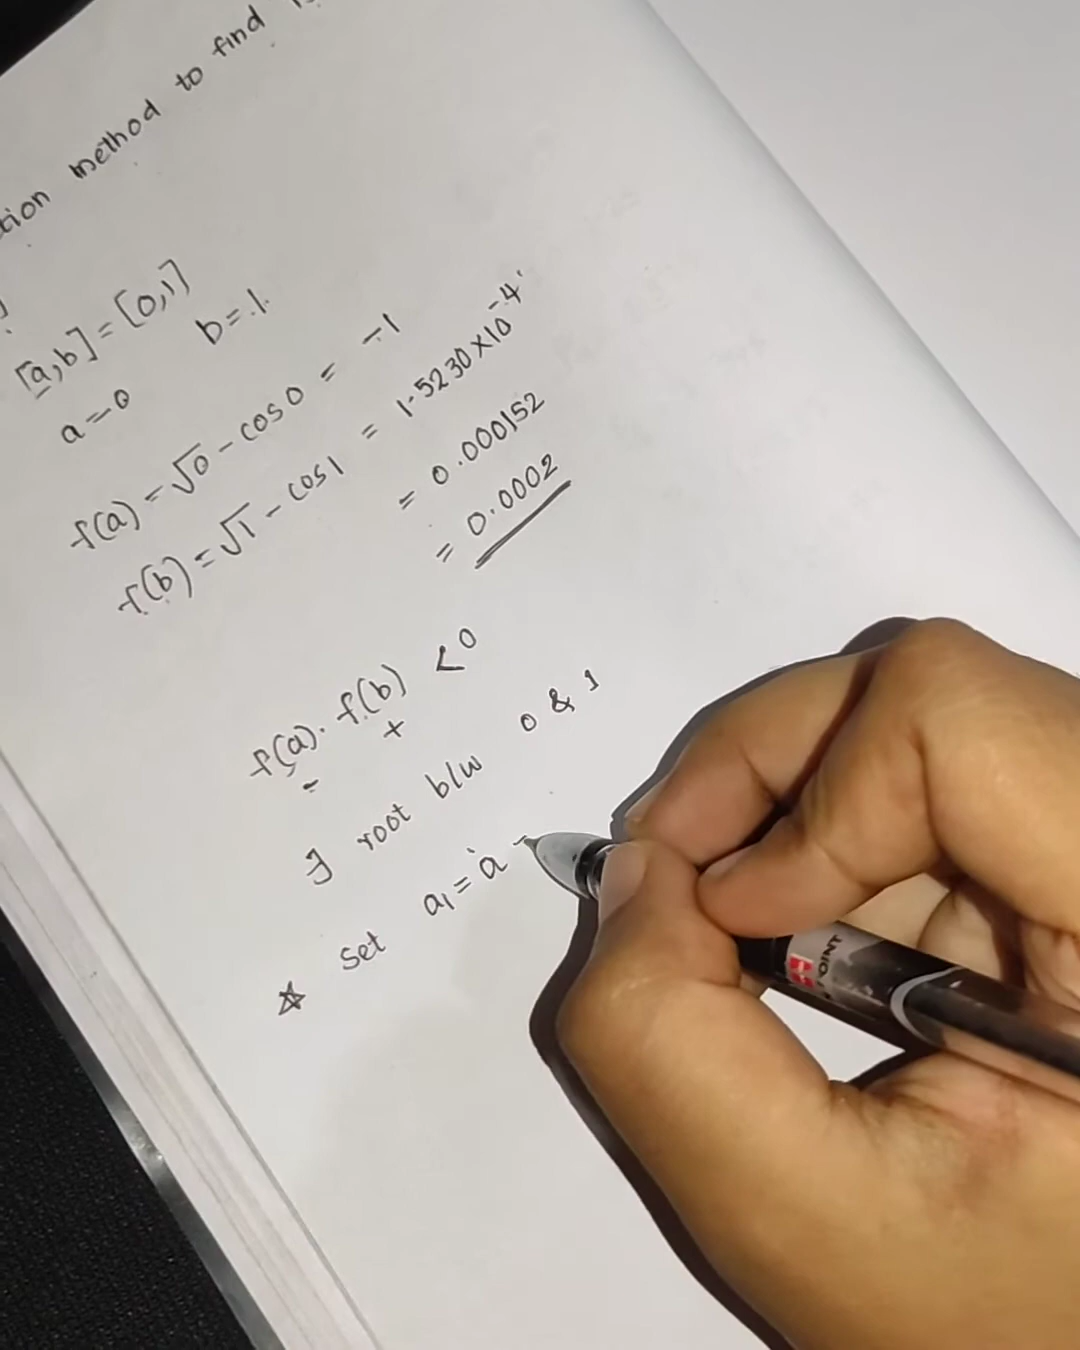 tion method to find
[a,b] = [0,1]
a=0 b=1.
f(a) = √0 - cos 0 = -1
f(b) = √1 - cos 1 = 1.5230×10⁻⁴
= 0.000152
= 0.0002
f(a). f(b) < 0
- +
∃ root b/w 0 & 1
☆ set a₁ = a
POINT